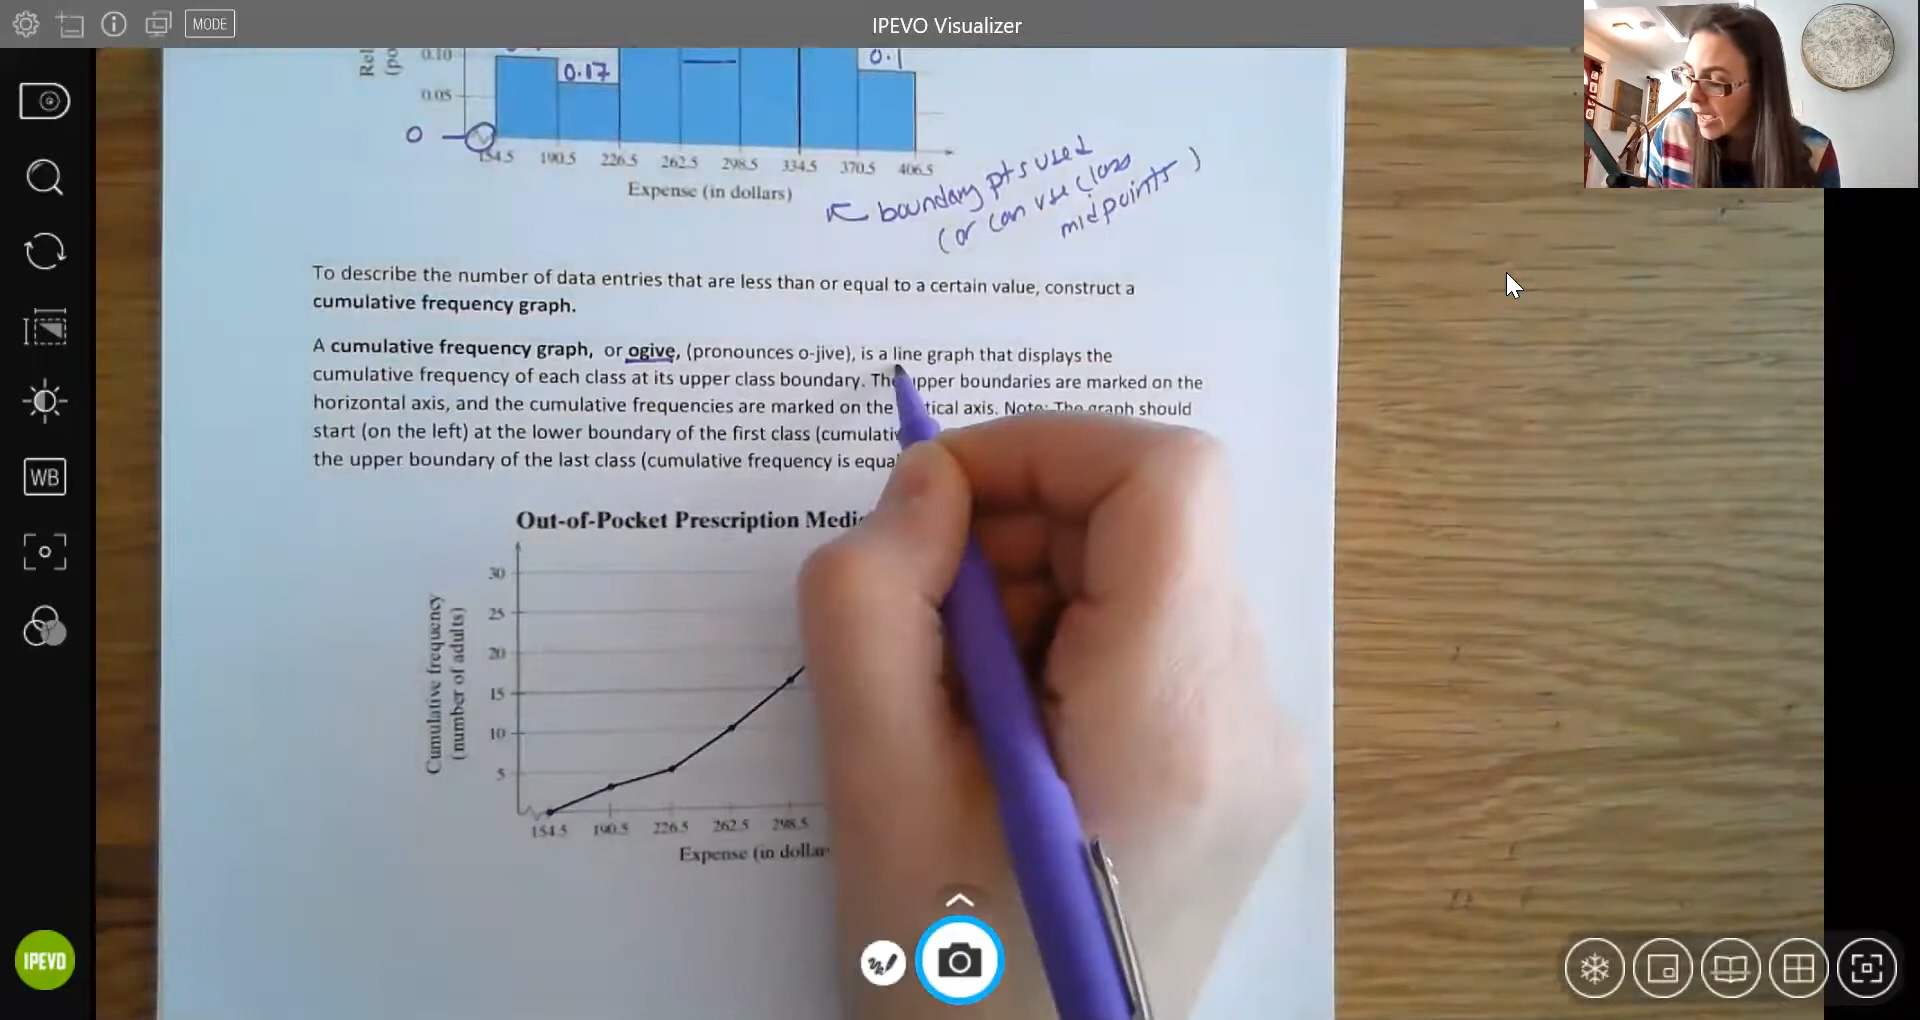 MODE
IPEVO Visualizer
0.10
0.17
0.1
0.05
0
154.5 190.5 226.5 262.5 298.5 334.5 370.5 406.5
Expense (in dollars)
boundary pts used
(or can use class
midpoints)
To describe the number of data entries that are less than or equal to a certain value, construct a
cumulative frequency graph.
A cumulative frequency graph, or ogive, (pronounces o-jive), is a line graph that displays the
cumulative frequency of each class at its upper class boundary. The upper boundaries are marked on the
horizontal axis, and the cumulative frequencies are marked on the axis. Note: The graph should
start (on the left) at the lower boundary of the first class
the upper boundary of the last class (cumulative frequency is
Out-of-Pocket Prescription
Cumulative frequency
(number of adults)
30
25
20
15
10
5
154.5 190.5 226.5 262.5 298.5
Expense (in
WB
IPEVO